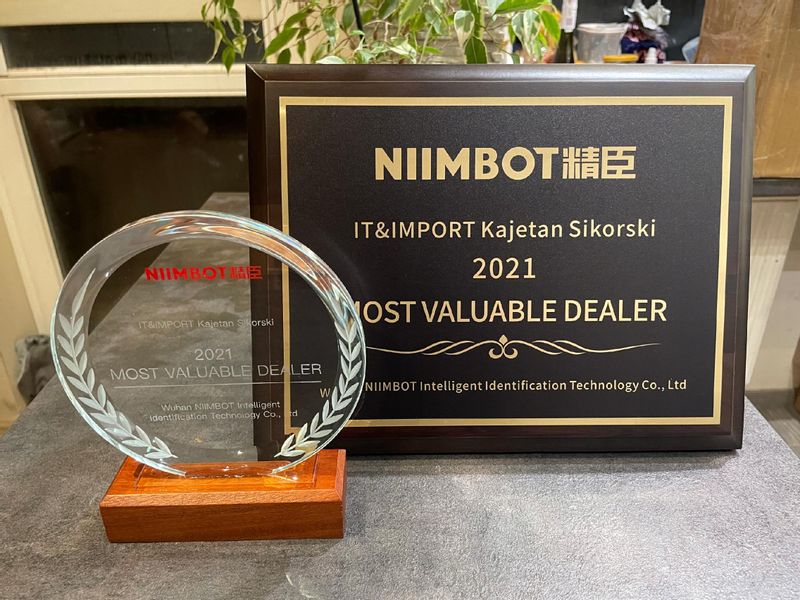 NIIMBOT精臣
IT&IMPORT Kajetan Sikorski
2021
MOST VALUABLE DEALER
NIIMBOT Intelligent Identification Technology Co., Ltd
NIIMBOT精臣
IT&IMPORT Kajetan Sikorski
2021
MOST VALUABLE DEALER
Wuhan NIIMBOT Intelligent
Identification Technology Co., Ltd